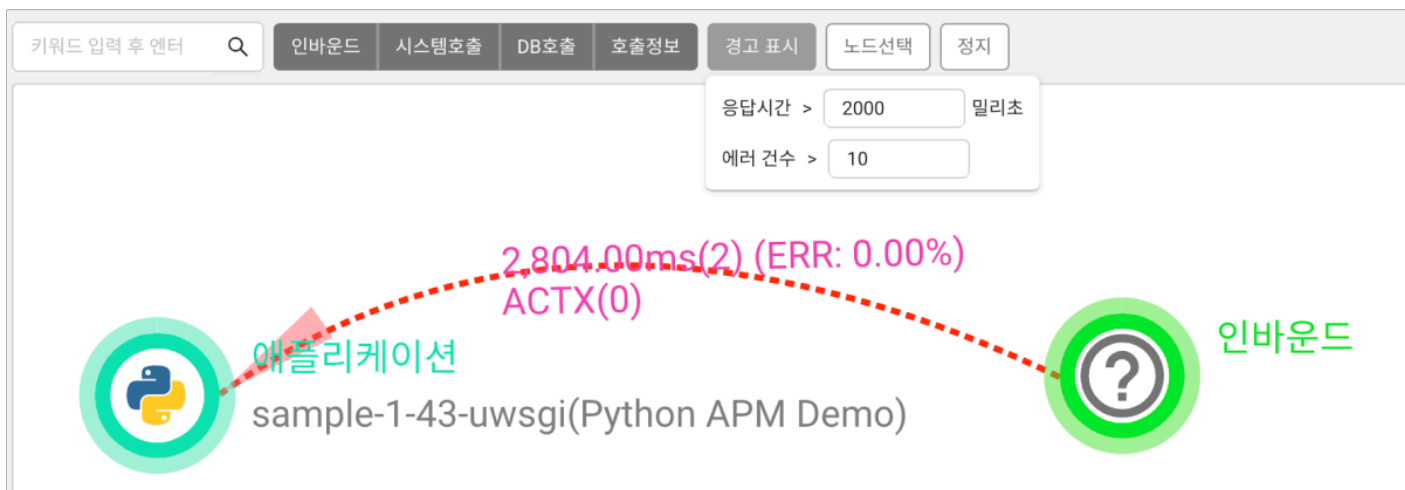 키워드 입력 후 엔터 인바운드 시스템호출 DB호출 호출정보 경고 표시 노드선택 정지
응답시간 > 2000 밀리초
에러 건수 > 10
2,804.00ms(2) (ERR: 0.00%)
ACTX(0)
인바운드
애플리케이션
sample-1-43-uwsgi(Python APM Demo)